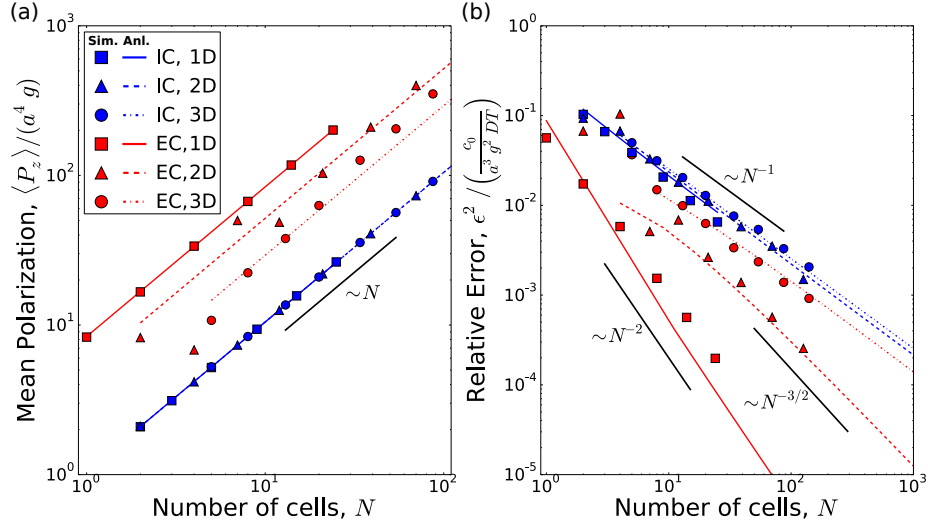 (a)
Mean Polarization, ⟨P_z⟩/(a^4 g)
10^3
10^2
10^1
10^0
Sim. Anl.
IC, 1D
IC, 2D
IC, 3D
EC,1D
EC,2D
EC,3D
~N
10^0 10^1 10^2
Number of cells, N
(b)
Relative Error, ϵ^2 / (c_0 / a^3 g^2 DT)
10^0
10^-1
10^-2
10^-3
10^-4
10^-5
~N^-1
~N^-2
~N^-3/2
10^0 10^1 10^2 10^3
Number of cells, N